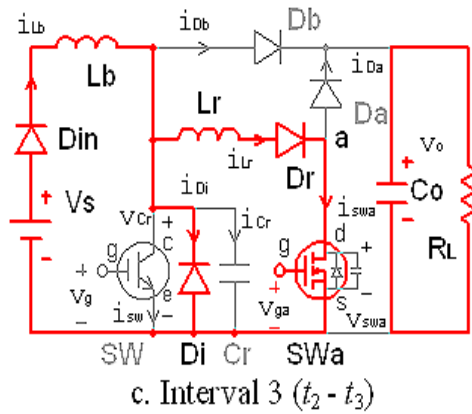 iLb
iDb
Db
Lb
iDa
Da
Lr
Din
iLr
Dr
a
Vo
+
Co
-
RL
iDi
iswa
Vs
+
-
VCr
+
iCr
g
c
e
Vg
+
-
isw
-
g
d
s
Vga
+
-
+
-
Vswa
SW
Di
Cr
SWa
c. Interval 3 (t2 - t3)